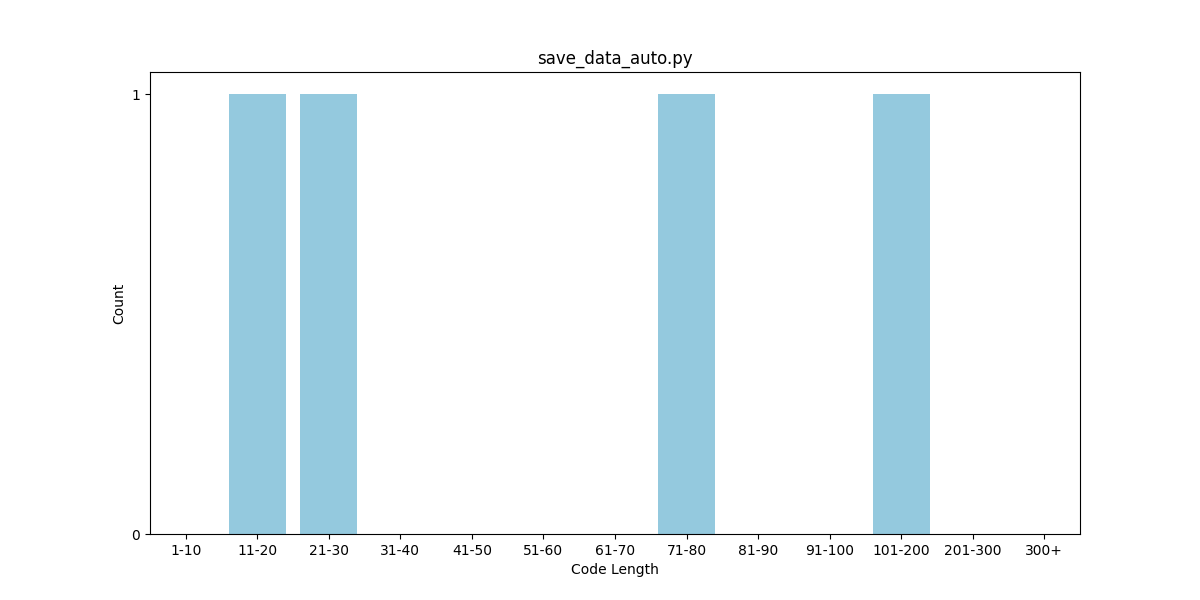 save_data_auto.py
1
Count
0
1-10 11-20 21-30 31-40 41-50 51-60 61-70 71-80 81-90 91-100 101-200 201-300 300+
Code Length